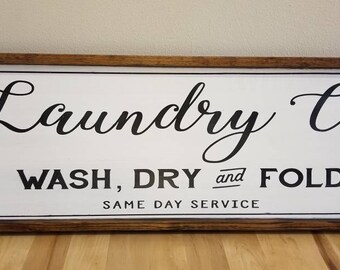 Laundry C
WASH, DRY and FOLD
SAME DAY SERVICE